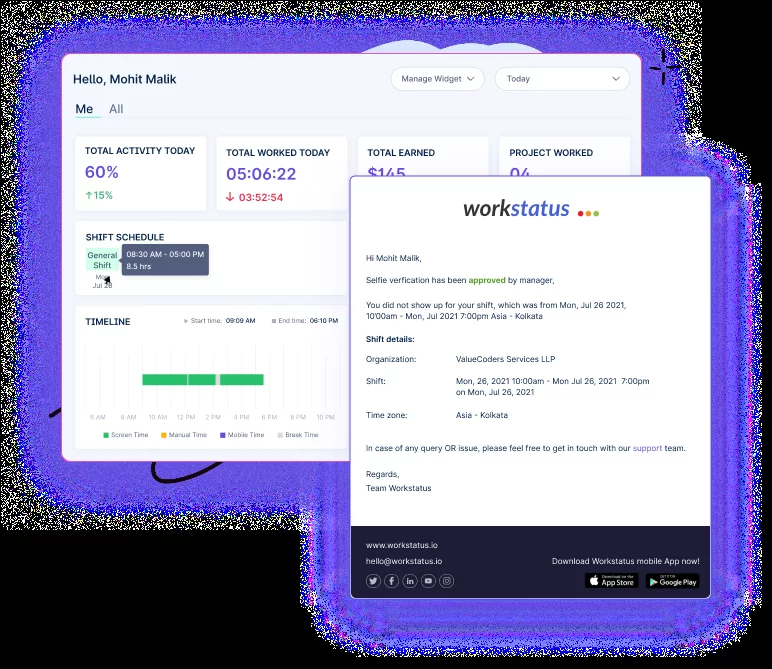 Hello, Mohit Malik
Manage Widget
Today
Me
All
TOTAL ACTIVITY TODAY
60%
↑15%
TOTAL WORKED TODAY
05:06:22
↓ 03:52:54
TOTAL EARNED
$145
PROJECT WORKED
04
SHIFT SCHEDULE
General
Shift
08:30 AM - 05:00 PM
8.5 hrs
Mon
Jul 26
TIMELINE
Start time: 09:09 AM
End time: 06:10 PM
6 AM 8 AM 10 AM 12 PM 2 PM 4 PM 6 PM 8 PM 10 PM
Screen Time Manual Time Mobile Time Break Time
workstatus
Hi Mohit Malik,
Selfie verfication has been approved by manager,
You did not show up for your shift, which was from Mon, Jul 26 2021,
10'00am - Mon, Jul 2021 7:00pm Asia - Kolkata
Shift details:
Organization: ValueCoders Services LLP
Shift: Mon, 26, 2021 10:00am - Mon Jul 26, 2021 7:00pm
on Mon, Jul 26, 2021
Time zone: Asia - Kolkata
In case of any query OR issue, please feel free to get in touch with our support team.
Regards,
Team Workstatus
www.workstatus.io
hello@workstatus.io
Download Workstatus mobile App now!
Download on the
App Store
GET IT ON
Google Play